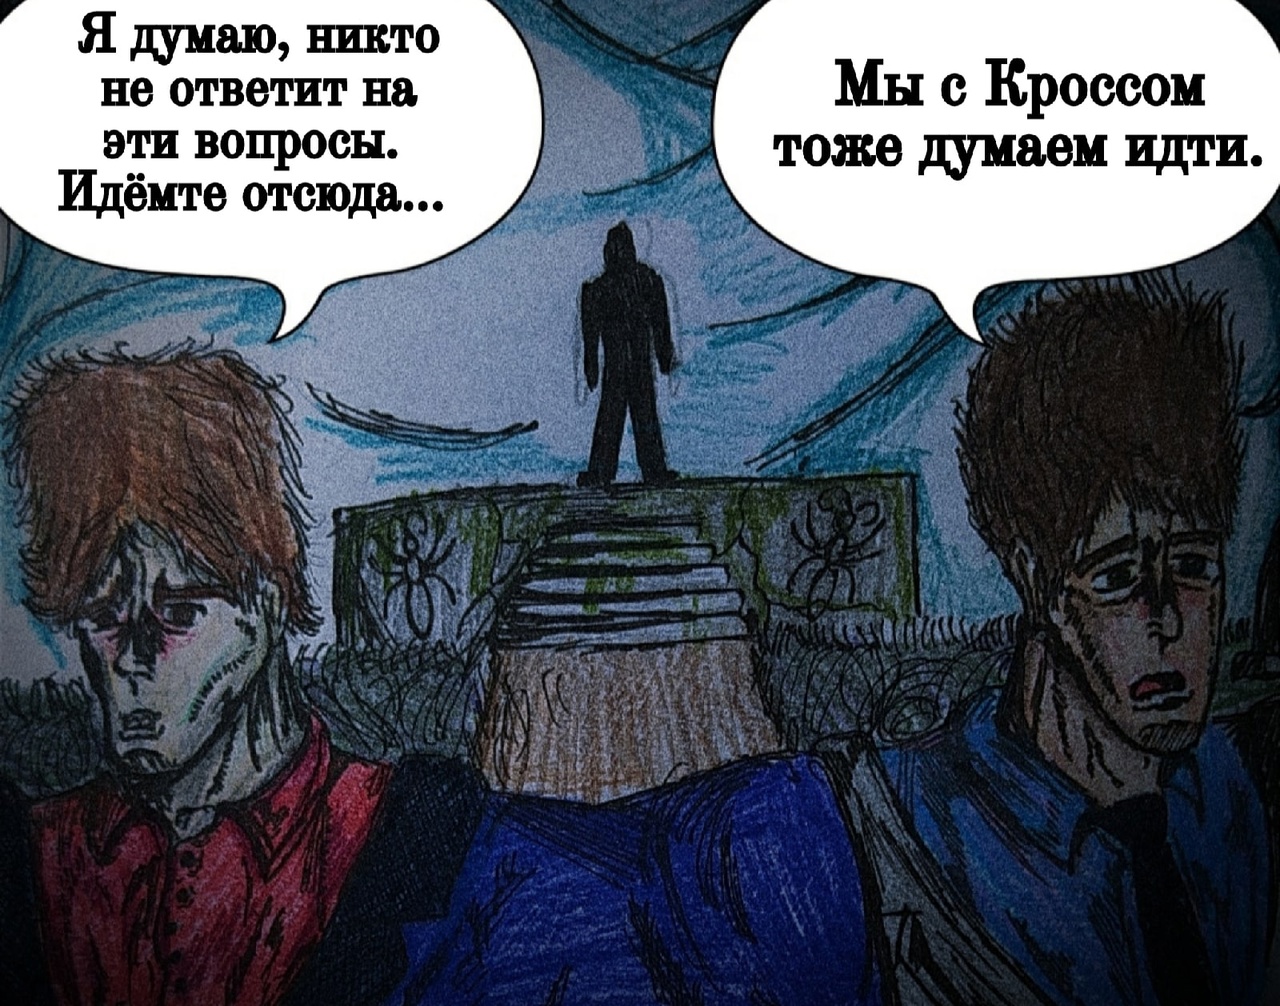 Я думаю, никто
не ответит на
эти вопросы.
Идёмте отсюда...
Мы с Кроссом
тоже думаем идти.